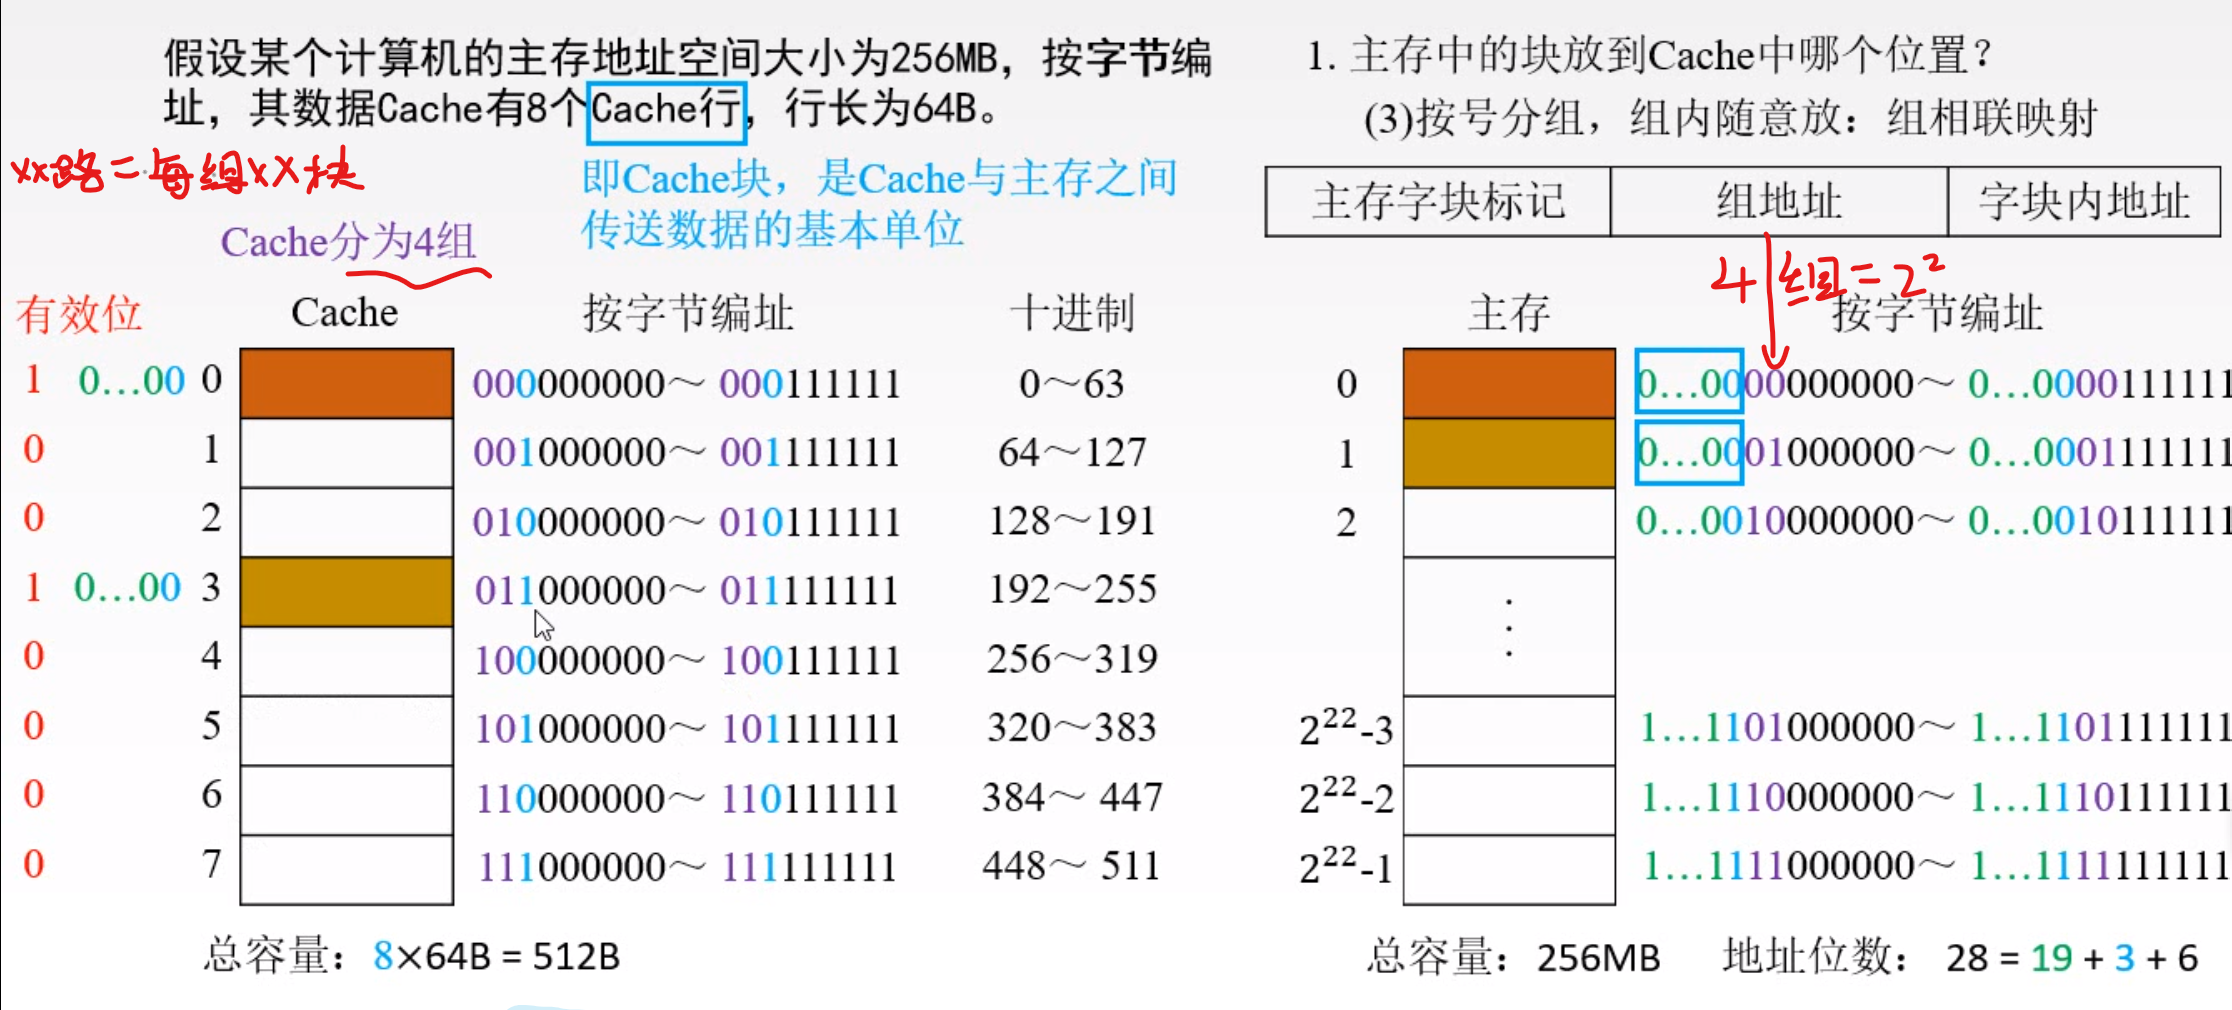 假设某个计算机的主存地址空间大小为256MB，按字节编
址，其数据Cache有8个Cache行，行长为64B。
xx路=每组xx块
即Cache块，是Cache与主存之间
传送数据的基本单位
Cache分为4组
1. 主存中的块放到Cache中哪个位置？
(3)按号分组，组内随意放：组相联映射
主存字块标记 组地址 字块内地址
4组=2²
有效位 Cache 按字节编址 十进制
1 0…00 0 000000000～ 000111111 0～63
0 1 001000000～ 001111111 64～127
0 2 010000000～ 010111111 128～191
1 0…00 3 011000000～ 011111111 192～255
0 4 100000000～ 100111111 256～319
0 5 101000000～ 101111111 320～383
0 6 110000000～ 110111111 384～ 447
0 7 111000000～ 111111111 448～ 511
总容量：8×64B = 512B
主存 按字节编址
0 0…0000000000～ 0…0000111111
1 0…0001000000～ 0…0001111111
2 0…0010000000～ 0…0010111111
⋮
2²²-3 1…1101000000～ 1…1101111111
2²²-2 1…1110000000～ 1…1110111111
2²²-1 1…1111000000～ 1…1111111111
总容量：256MB 地址位数： 28 = 19 + 3 + 6